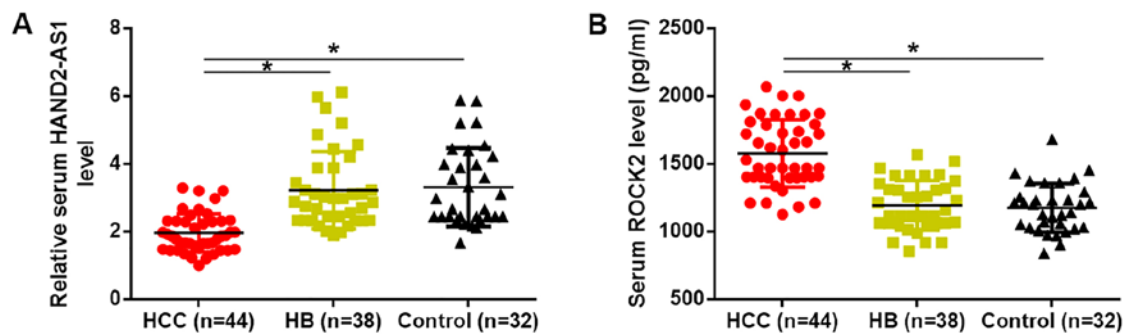 A
Relative serum HAND2-AS1
level
8
6
4
2
0
*
*
HCC (n=44)
HB (n=38)
Control (n=32)
B
Serum ROCK2 level (pg/ml)
2500
2000
1500
1000
500
*
*
HCC (n=44)
HB (n=38)
Control (n=32)